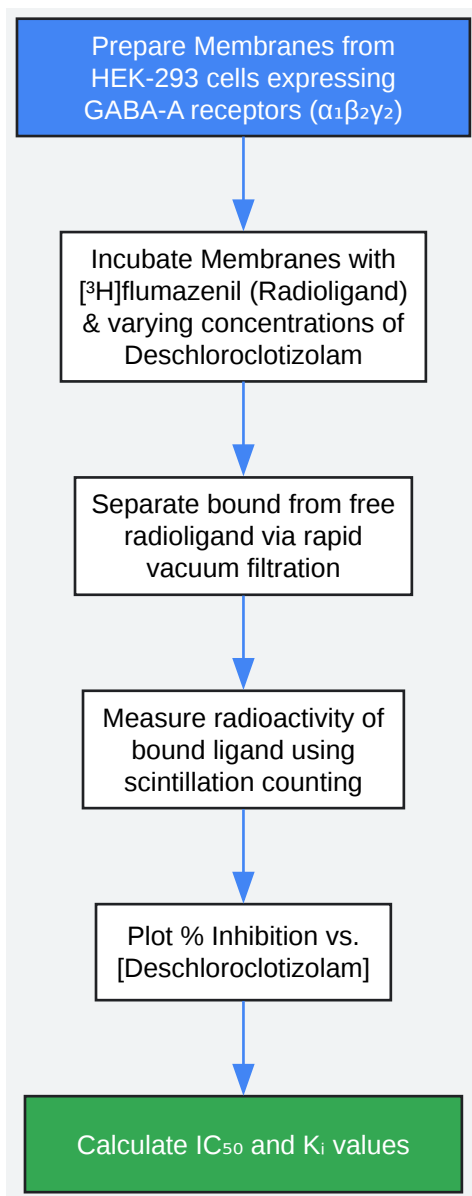 Prepare Membranes from
HEK-293 cells expressing
GABA-A receptors (α₁β₂γ₂)
Incubate Membranes with
[³H]flumazenil (Radioligand)
& varying concentrations of
Deschloroclotizolam
Separate bound from free
radioligand via rapid
vacuum filtration
Measure radioactivity of
bound ligand using
scintillation counting
Plot % Inhibition vs.
[Deschloroclotizolam]
Calculate IC₅₀ and Kᵢ values